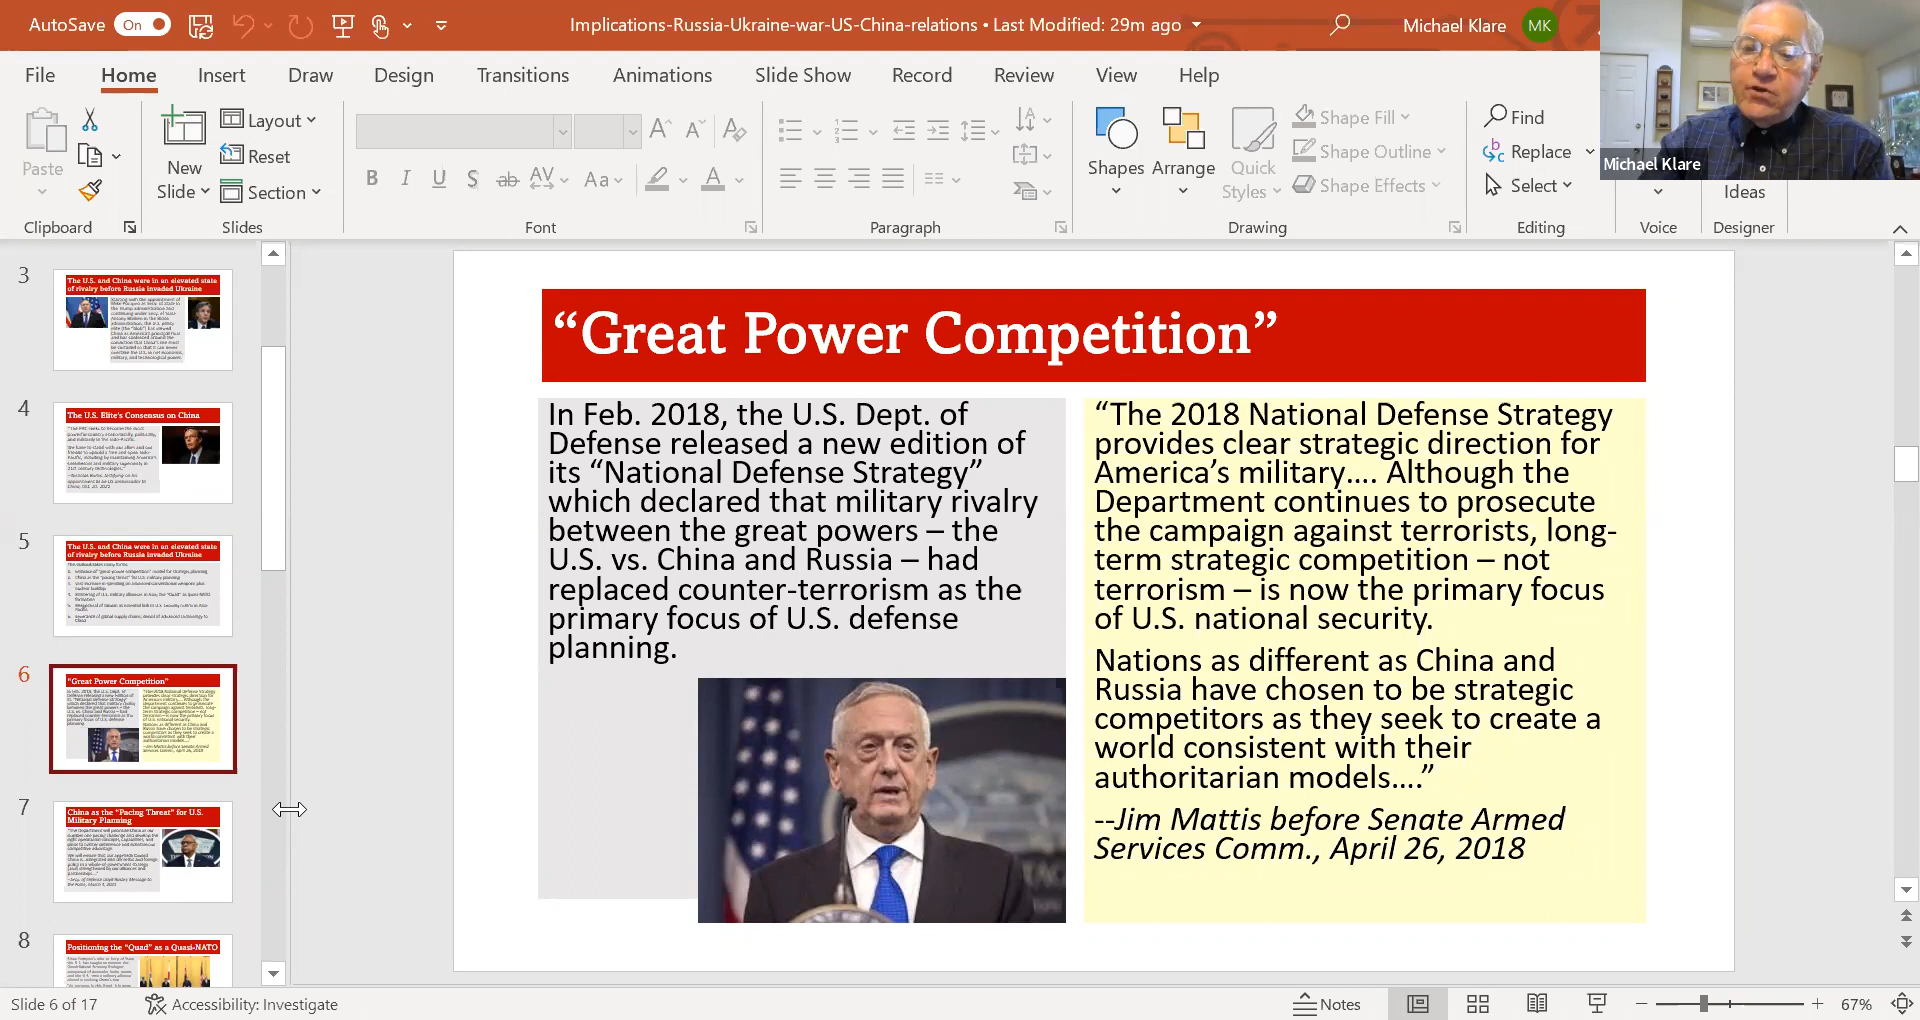 AutoSave On
Implications-Russia-Ukraine-war-US-China-relations • Last Modified: 29m ago
Michael Klare MK
File Home Insert Draw Design Transitions Animations Slide Show Record Review View Help
Paste
Clipboard
New
Slide
Layout
Reset
Section
Slides
Font
Paragraph
Shapes
Arrange
Quick
Styles
Shape Fill
Shape Outline
Shape Effects
Drawing
Find
Replace
Select
Editing
Voice
Ideas
Designer
Michael Klare
3
The U.S. and China were in an elevated state
of rivalry before Russia invaded Ukraine
4
The U.S. Elite's Consensus on China
5
The U.S. and China were in an elevated state
of rivalry before Russia invaded Ukraine
6
"Great Power Competition"
7
China as the "Pacing Threat" for U.S.
Military Planning
8
Positioning the "Quad" as a Quasi-NATO
“Great Power Competition”
In Feb. 2018, the U.S. Dept. of
Defense released a new edition of
its “National Defense Strategy”
which declared that military rivalry
between the great powers – the
U.S. vs. China and Russia – had
replaced counter-terrorism as the
primary focus of U.S. defense
planning.
“The 2018 National Defense Strategy
provides clear strategic direction for
America’s military…. Although the
Department continues to prosecute
the campaign against terrorists, long-
term strategic competition – not
terrorism – is now the primary focus
of U.S. national security.
Nations as different as China and
Russia have chosen to be strategic
competitors as they seek to create a
world consistent with their
authoritarian models….”
--Jim Mattis before Senate Armed
Services Comm., April 26, 2018
Slide 6 of 17
Accessibility: Investigate
Notes
67%